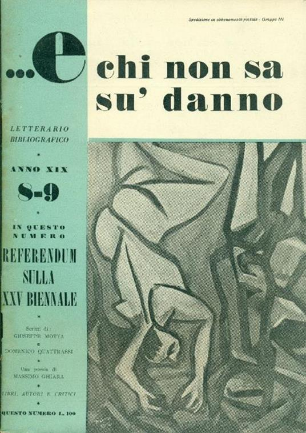 Spedizione in abbonamento postale - Gruppo III
...e chi non sa
su' danno
LETTERARIO
BIBLIOGRAFICO
ANNO XIX
8-9
IN QUESTO
NUMERO
REFERENDUM
SULLA
XXV BIENNALE
Scritti di:
GIUSEPPE MOTTA
E
DOMENICO QUATTRASSI
Una poesia di
MASSIMO
LIBRI, AUTORI E CRITICI
QUESTO NUMERO L. 100